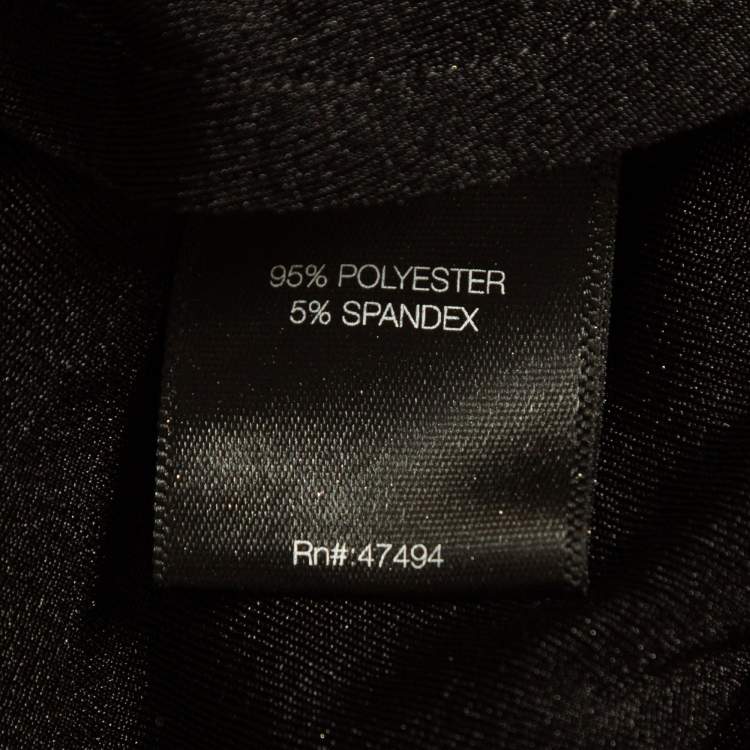 95% POLYESTER
5% SPANDEX
Rn#:47494